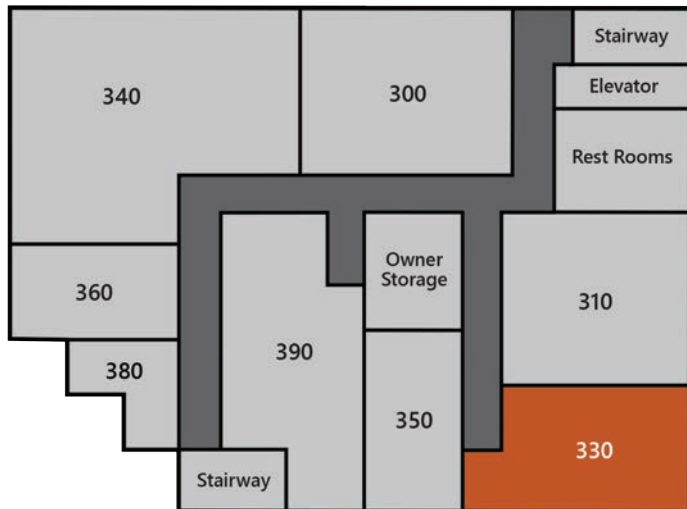 Stairway
340
300
Elevator
Rest Rooms
Owner
Storage
360
310
390
380
350
330
Stairway